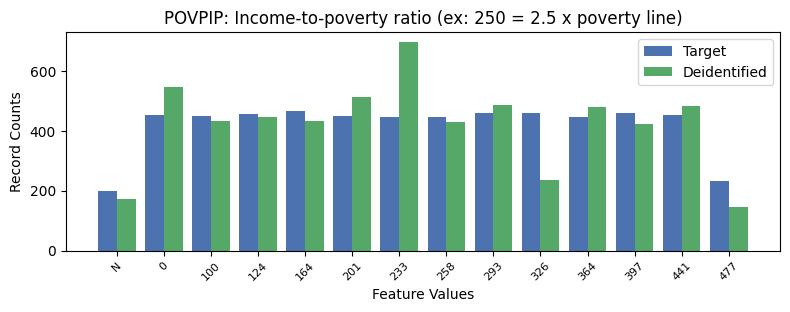 POVPIP: Income-to-poverty ratio (ex: 250 = 2.5 x poverty line)
Target
Deidentified
Record Counts
600
400
200
0
N 0 100 124 164 201 233 258 293 326 364 397 441 477
Feature Values